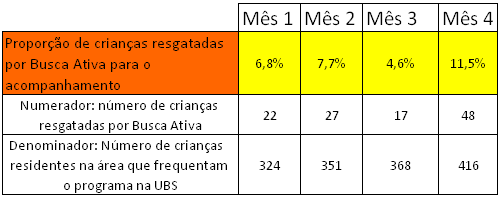 Mês 1 Mês 2 Mês 3 Mês 4
Proporção de crianças resgatadas
por Busca Ativa para o
acompanhamento
6,8% 7,7% 4,6% 11,5%
Numerador: número de crianças
resgatadas por Busca Ativa
22 27 17 48
Denominador: Número de crianças
residentes na área que frequentam
o programa na UBS
324 351 368 416